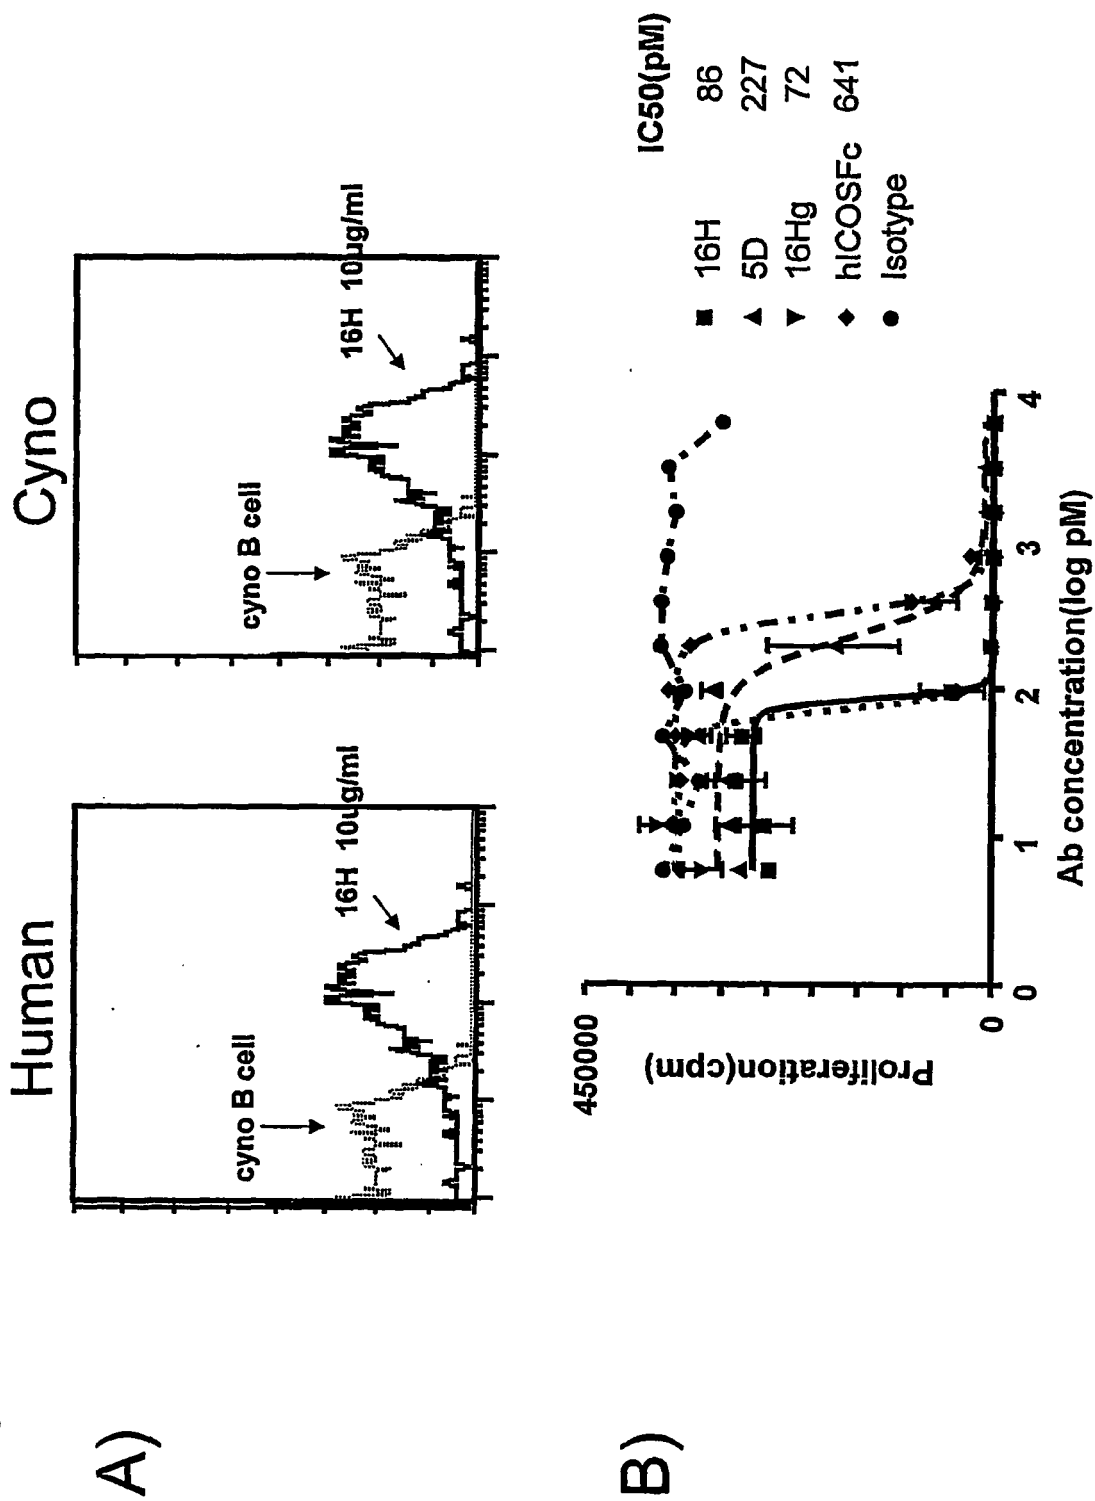 A)
Human
cyno B cell
16H 10ug/ml
Cyno
cyno B cell
16H 10ug/ml
B)
Proliferation(cpm)
450000
0
0
1
2
3
4
Ab concentration(log pM)
IC50(pM)
16H 86
5D 227
16Hg 72
hICOSFc 641
Isotype